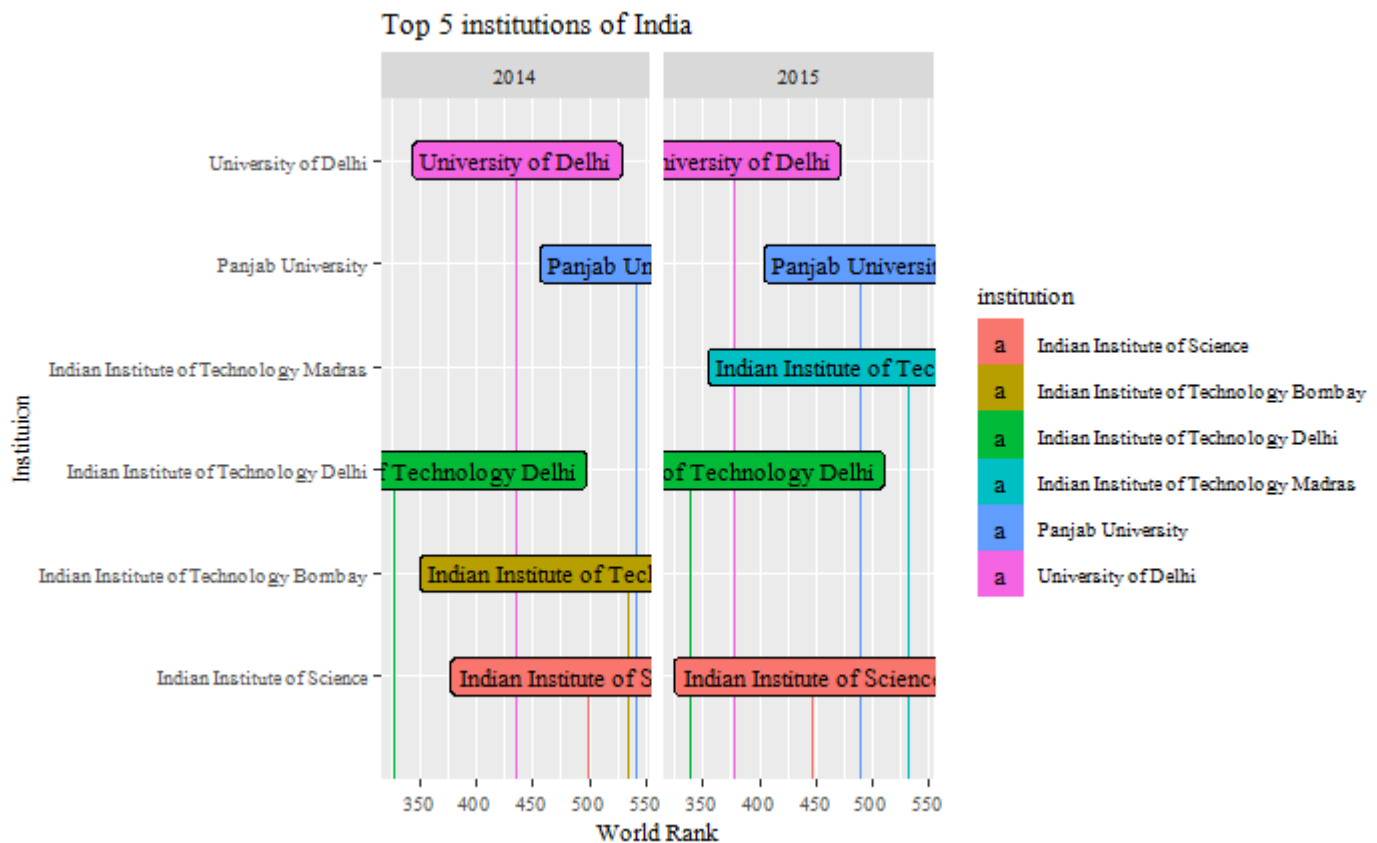 Top 5 institutions of India
2014
2015
University of Delhi
University of Delhi
niversity of Delhi
Panjab University
Panjab Un
Panjab Universit
Indian Institute of Technology Madras
Indian Institute of Tec
Indian Institute of Technology Delhi
f Technology Delhi
of Technology Delhi
Indian Institute of Technology Bombay
Indian Institute of Tecl
Indian Institute of Science
Indian Institute of S
Indian Institute of Science
Instituion
350 400 450 500 550
350 400 450 500 550
World Rank
institution
a Indian Institute of Science
a Indian Institute of Technology Bombay
a Indian Institute of Technology Delhi
a Indian Institute of Technology Madras
a Panjab University
a University of Delhi